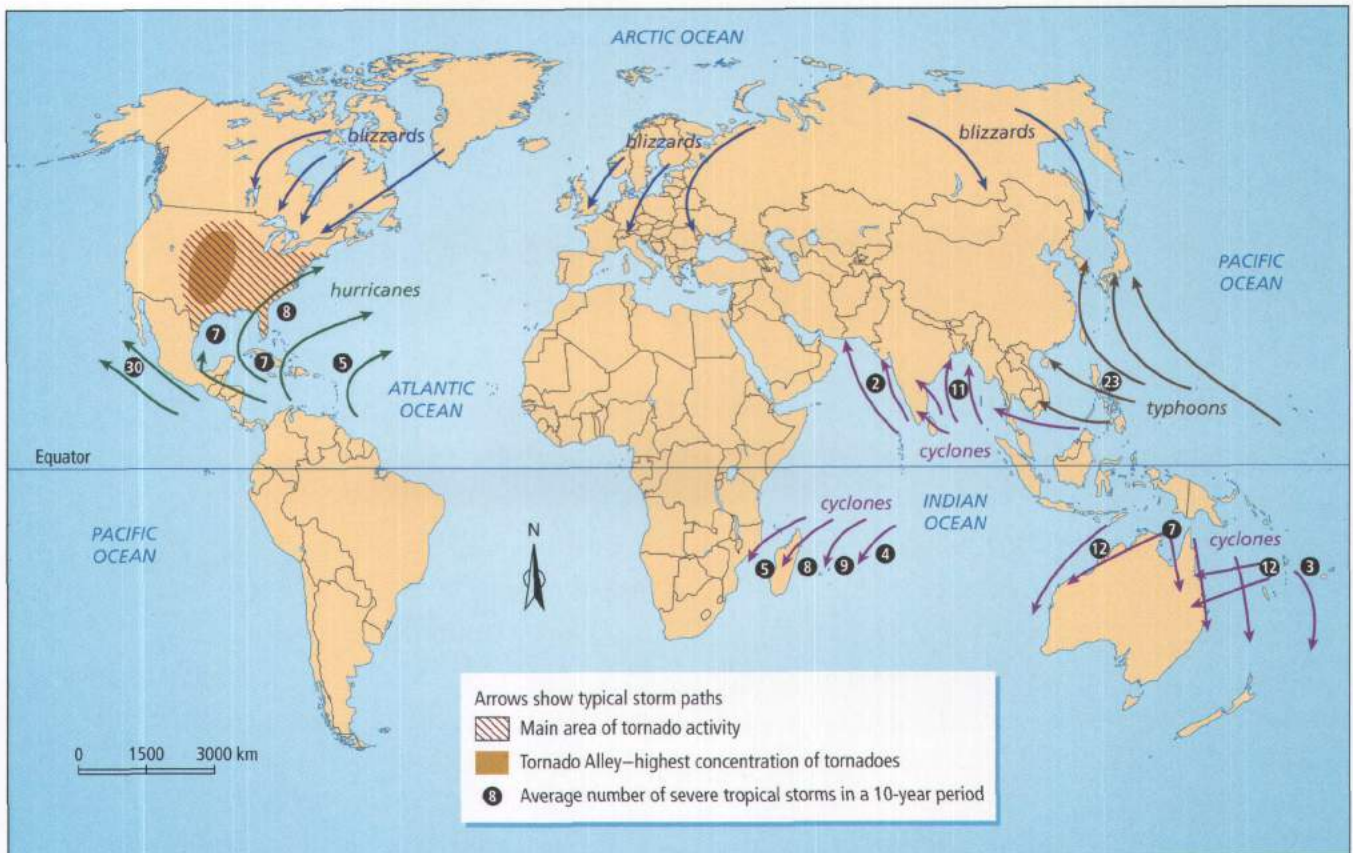 ARCTIC OCEAN
blizzards
blizzards
blizzards
hurricanes
8
7
7
5
30
ATLANTIC
OCEAN
PACIFIC
OCEAN
2
11
23
typhoons
cyclones
Equator
PACIFIC
OCEAN
N
cyclones
INDIAN
OCEAN
5
8
9
4
12
7
cyclones
12
3
Arrows show typical storm paths
Main area of tornado activity
Tornado Alley–highest concentration of tornadoes
8 Average number of severe tropical storms in a 10-year period
0 1500 3000 km